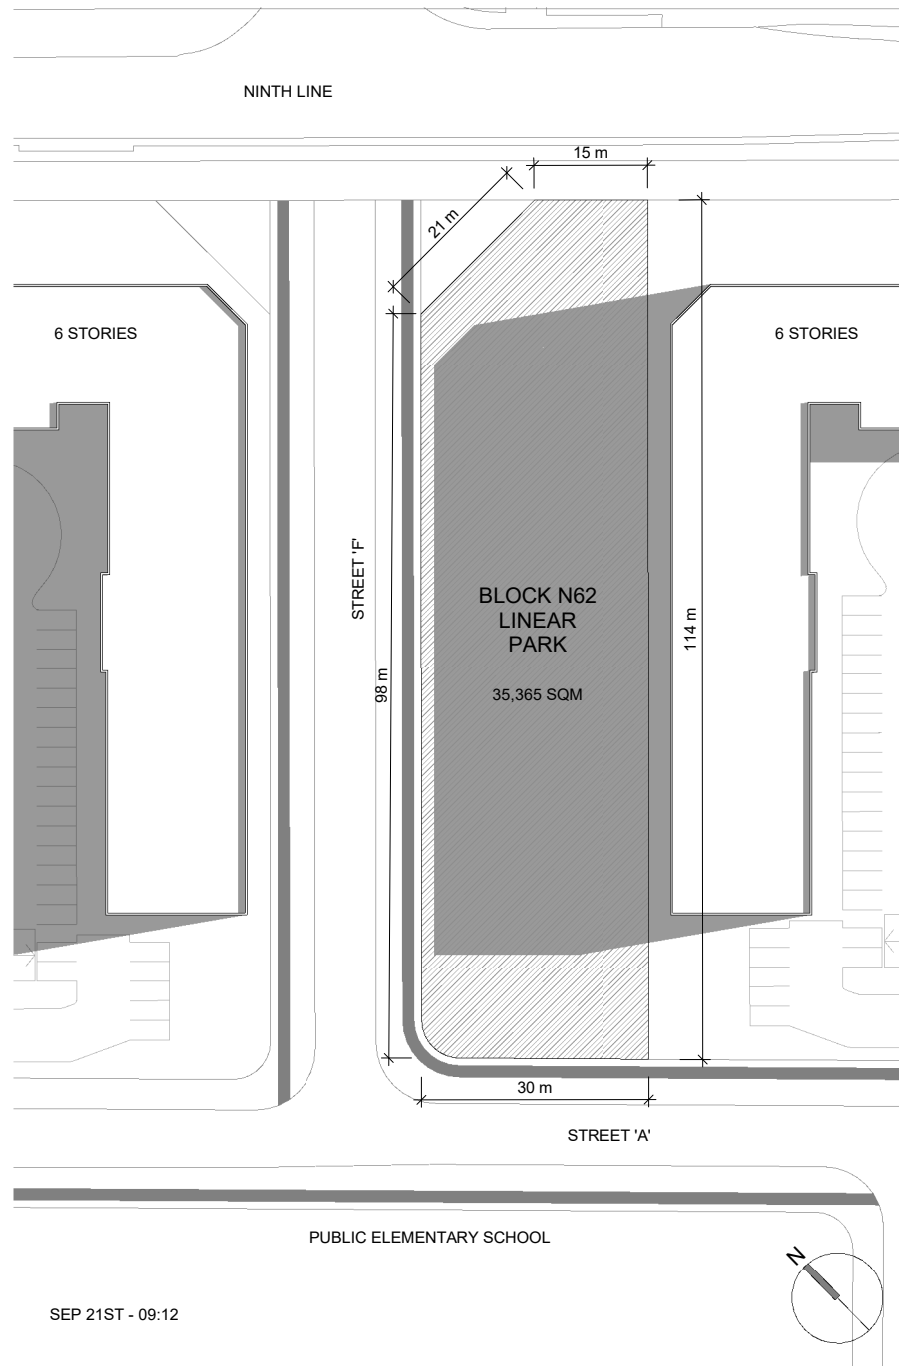 NINTH LINE
15 m
21 m
6 STORIES
6 STORIES
STREET 'F'
BLOCK N62
LINEAR
PARK
35,365 SQM
98 m
114 m
30 m
STREET 'A'
PUBLIC ELEMENTARY SCHOOL
N
SEP 21ST - 09:12